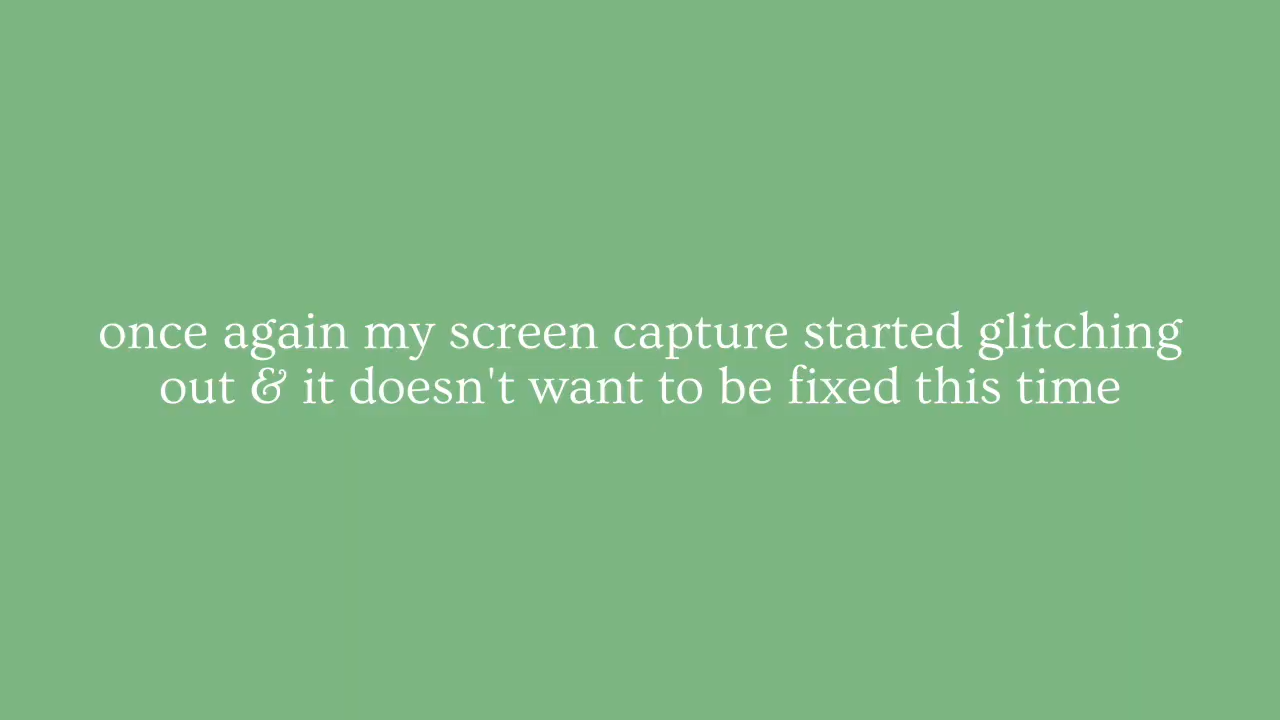 once again my screen capture started glitching
out & it doesn't want to be fixed this time